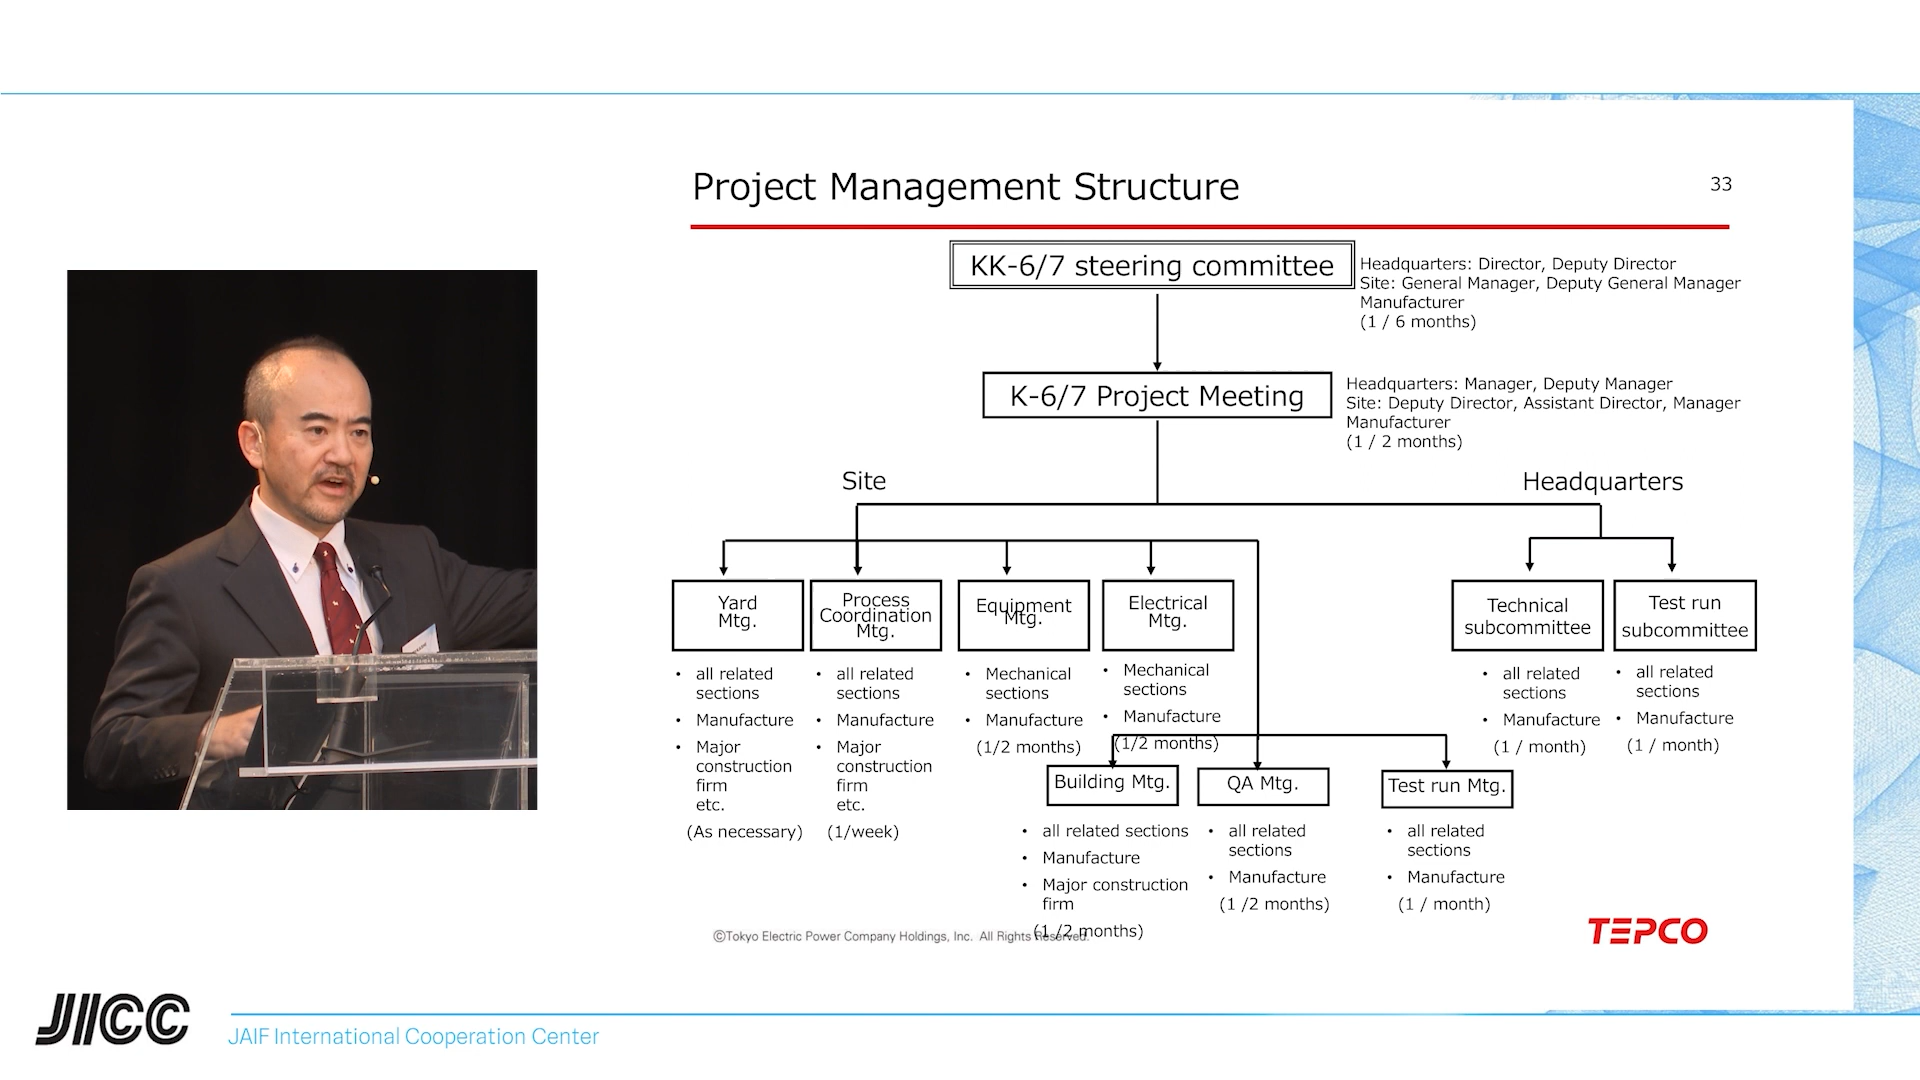 Project Management Structure
33
KK-6/7 steering committee
Headquarters: Director, Deputy Director
Site: General Manager, Deputy General Manager
Manufacturer
(1 / 6 months)
K-6/7 Project Meeting
Headquarters: Manager, Deputy Manager
Site: Deputy Director, Assistant Director, Manager
Manufacturer
(1 / 2 months)
Site
Headquarters
Yard
Mtg.
• all related
sections
• Manufacture
• Major
construction
firm
etc.
(As necessary)
Process
Coordination
Mtg.
• all related
sections
• Manufacture
• Major
construction
firm
etc.
(1/week)
Equipment
Mtg.
• Mechanical
sections
• Manufacture
(1/2 months)
Electrical
Mtg.
• Mechanical
sections
• Manufacture
(1/2 months)
Technical
subcommittee
• all related
sections
• Manufacture
(1 / month)
Test run
subcommittee
• all related
sections
• Manufacture
(1 / month)
Building Mtg.
• all related sections
• Manufacture
• Major construction
firm
(1 /2 months)
QA Mtg.
• all related
sections
• Manufacture
(1 /2 months)
Test run Mtg.
• all related
sections
• Manufacture
(1 / month)
©Tokyo Electric Power Company Holdings, Inc. All Rights Reserved.
TEPCO
JICC
JAIF International Cooperation Center